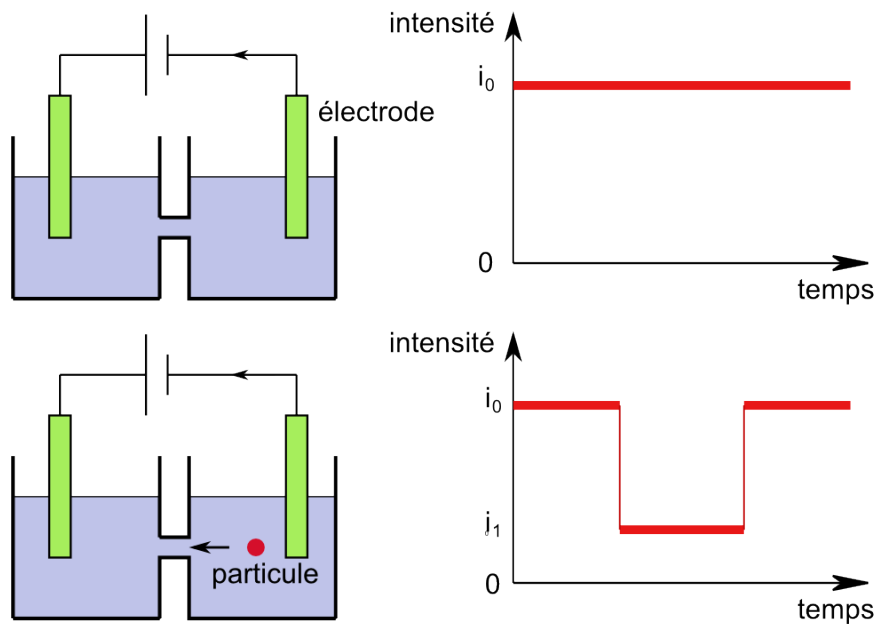 intensité
i0
électrode
0
temps
intensité
i0
i1
particule
0
temps